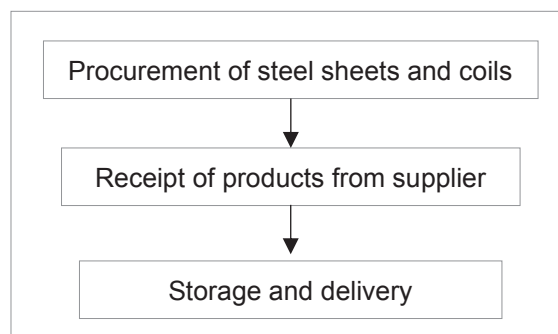 Procurement of steel sheets and coils
Receipt of products from supplier
Storage and delivery